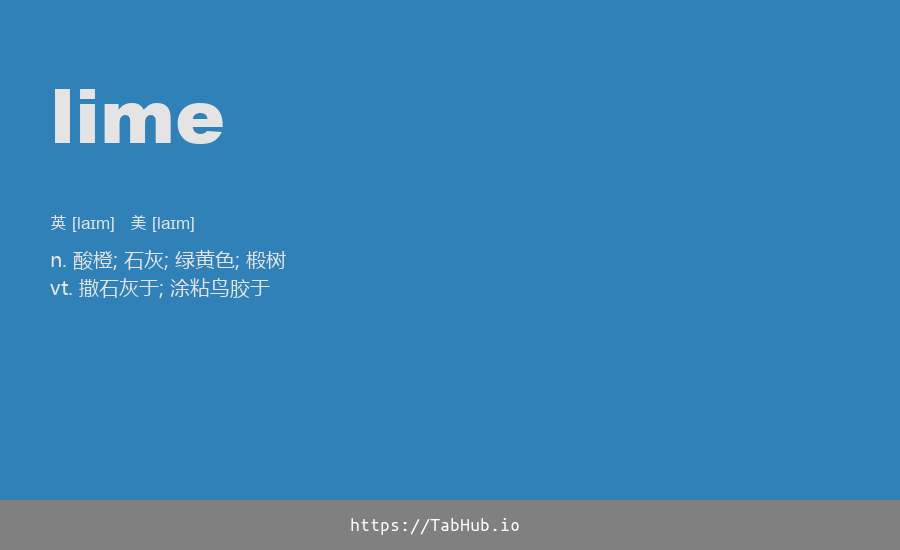 lime
英 [laɪm] 美 [laɪm]
n. 酸橙; 石灰; 绿黄色; 椴树
vt. 撒石灰于; 涂粘鸟胶于
https://TabHub.io